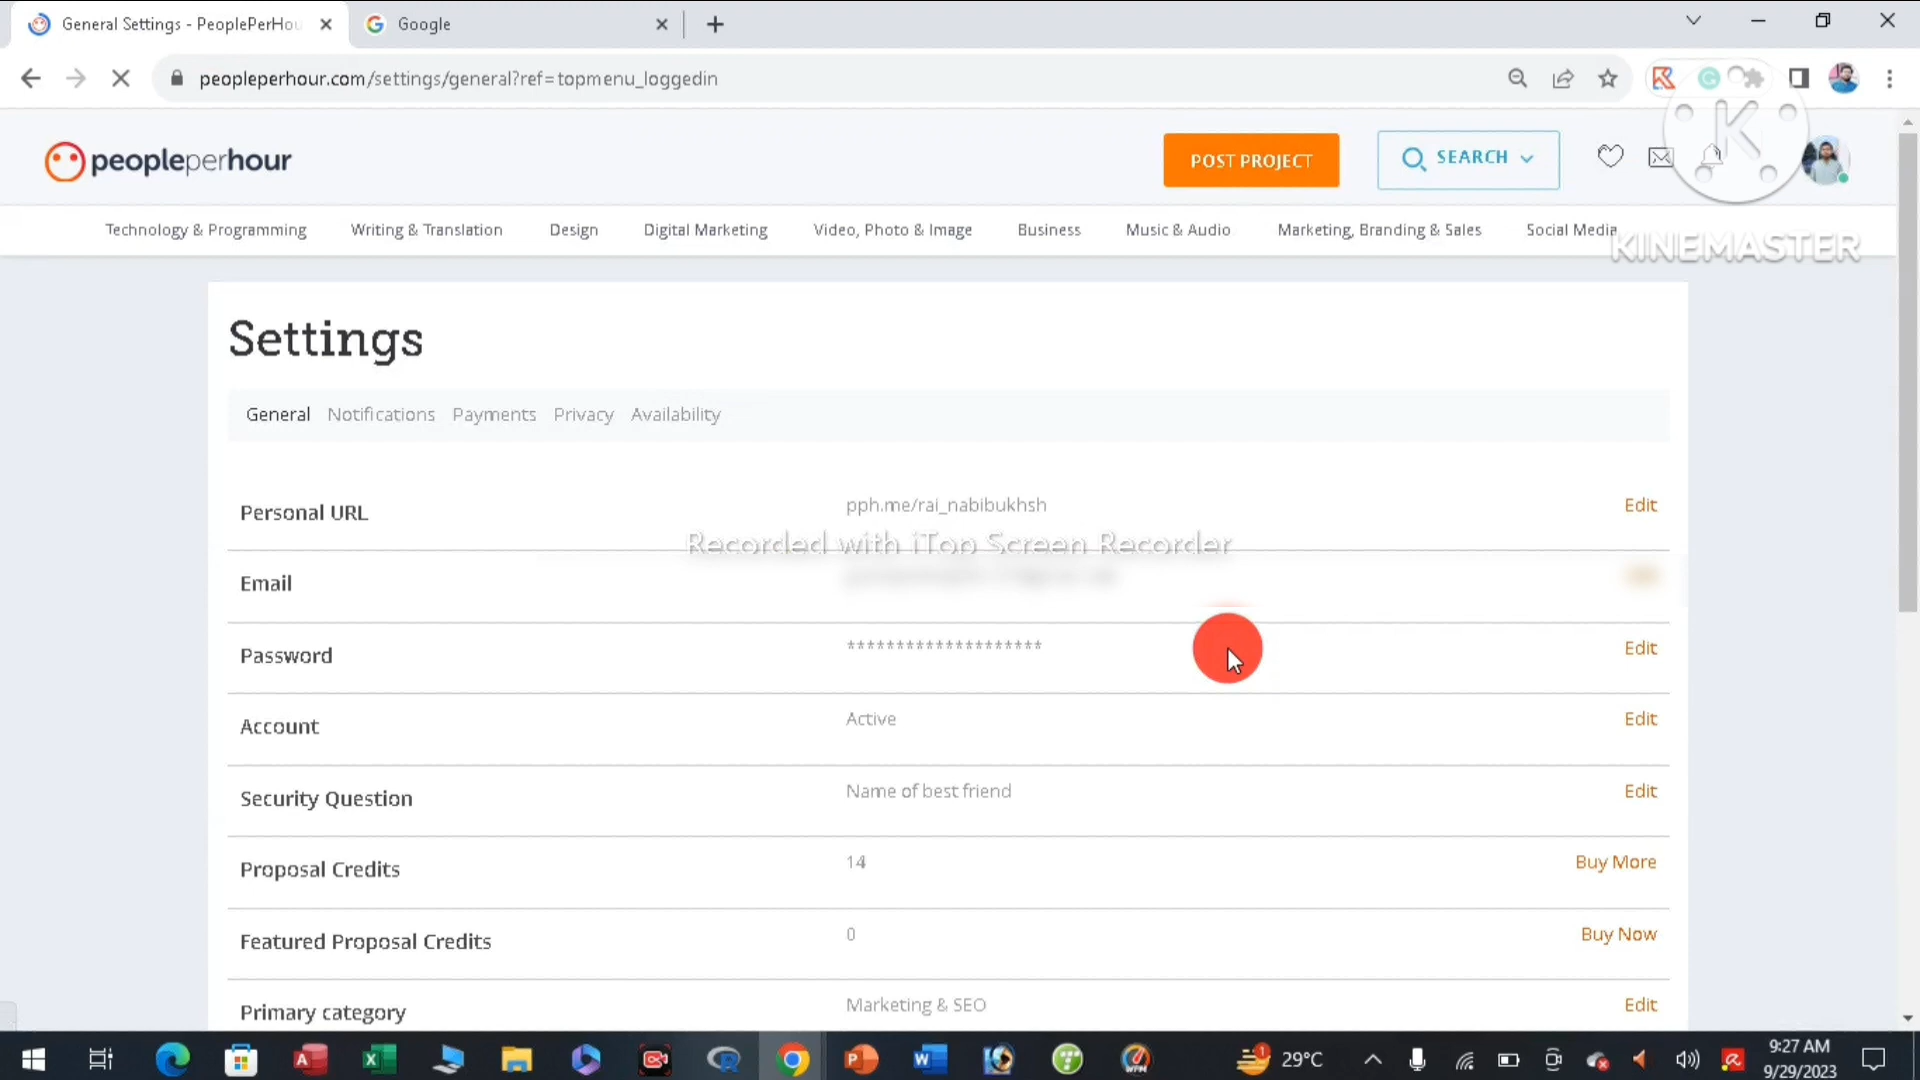 General Settings - PeoplePerHou
Google
peopleperhour.com/settings/general?ref=topmenu_loggedin
peopleperhour
POST PROJECT
SEARCH
K
Technology & Programming Writing & Translation Design Digital Marketing Video, Photo & Image Business Music & Audio Marketing, Branding & Sales Social Media
KINEMASTER
Settings
General Notifications Payments Privacy Availability
Personal URL pph.me/rai_nabibukhsh Edit
Recorded with iTop Screen Recorder
Email
Password ******************** Edit
Account Active Edit
Security Question Name of best friend Edit
Proposal Credits 14 Buy More
Featured Proposal Credits 0 Buy Now
Primary category Marketing & SEO Edit
29°C
9:27 AM
9/29/2023